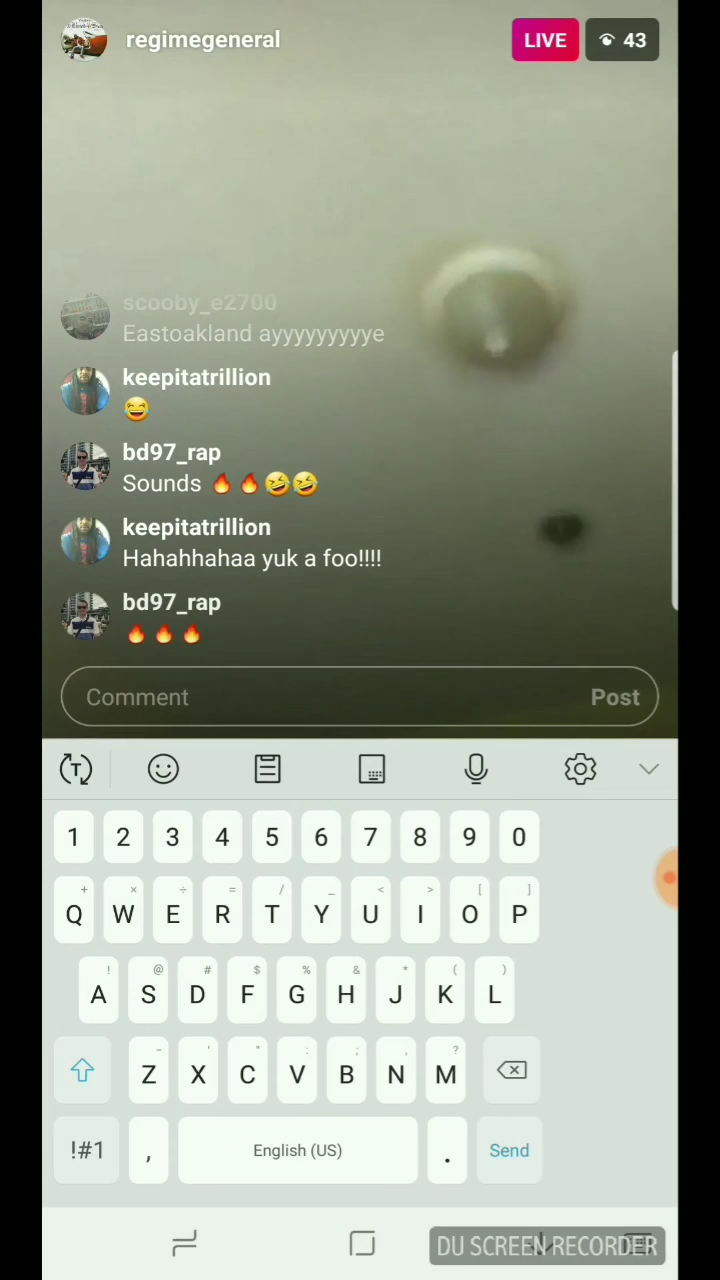 regimegeneral
LIVE
43
scooby_e2700
Eastoakland ayyyyyyyyye
keepitatrillion
😂
bd97_rap
Sounds 🔥🔥🤣🤣
keepitatrillion
Hahahhahaa yuk a foo!!!!
bd97_rap
🔥🔥🔥
Comment
Post
T
1 2 3 4 5 6 7 8 9 0
+ × ÷ = / _ < > [ ]
Q W E R T Y U I O P
! @ # $ % & * ( )
A S D F G H J K L
- ' " : ; , ?
Z X C V B N M
!#1 , English (US) . Send
DU SCREEN RECORDER